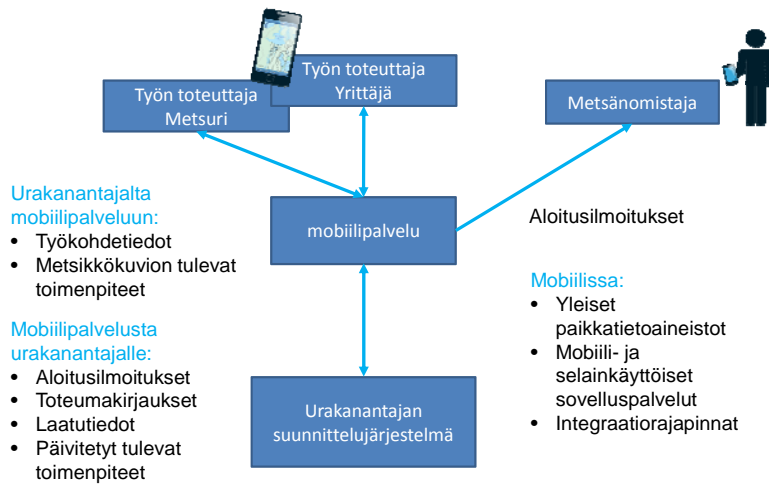 Työn toteuttaja
Yrittäjä
Työn toteuttaja
Metsuri
Metsänomistaja
Urakanantajalta
mobiilipalveluun:
• Työkohdetiedot
• Metsikkökuvion tulevat
toimenpiteet
mobiilipalvelu
Aloitusilmoitukset
Mobiilipalvelusta
urakanantajalle:
• Aloitusilmoitukset
• Toteumakirjaukset
• Laatutiedot
• Päivitetyt tulevat
toimenpiteet
Urakanantajan
suunnittelujärjestelmä
Mobiilissa:
• Yleiset
paikkatietoaineistot
• Mobiili- ja
selainkäyttöiset
sovelluspalvelut
• Integraatiorajapinnat